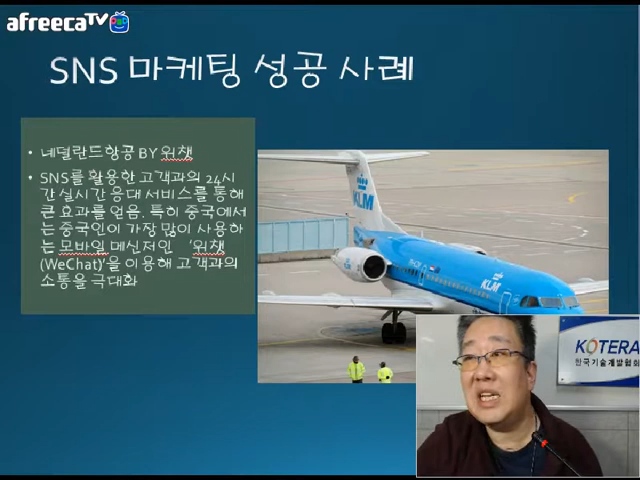 afreecaTV
SNS 마케팅 성공 사례
• 네덜란드항공 BY 위챗
• SNS를 활용한 고객과의 24시
간 실시간 응대 서비스를 통해
큰 효과를 얻음. 특히 중국에서
는 중국인이 가장 많이 사용하
는 모바일 메신저인 '위챗
(WeChat)'을 이용해 고객과의
소통을 극대화
KLM
KLM
KOTERA
한국기술개발협회